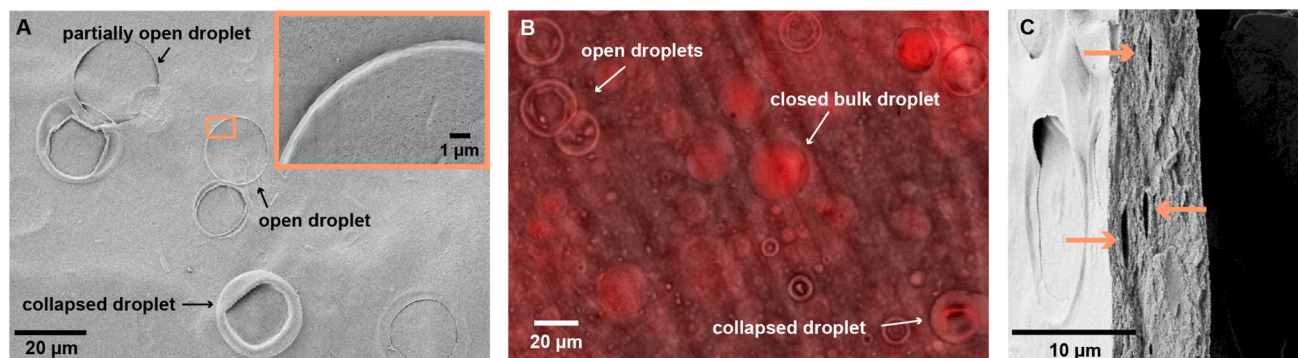 A
partially open droplet
open droplet
collapsed droplet
20 µm
1 µm
B
open droplets
closed bulk droplet
collapsed droplet
20 µm
C
10 µm